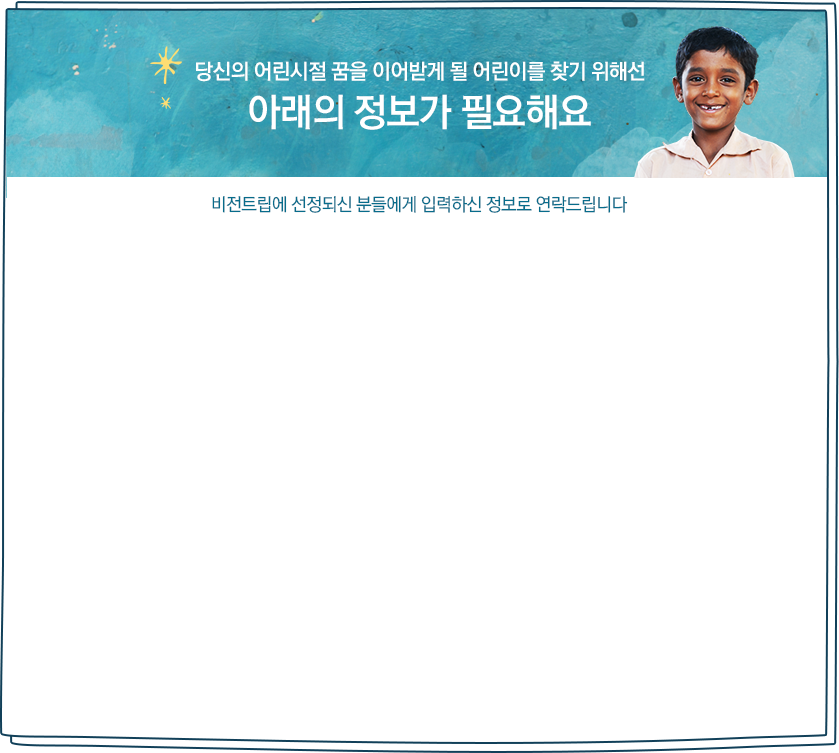 당신의 어린시절 꿈을 이어받게 될 어린이를 찾기 위해선
아래의 정보가 필요해요
비전트립에 선정되신 분들에게 입력하신 정보로 연락드립니다